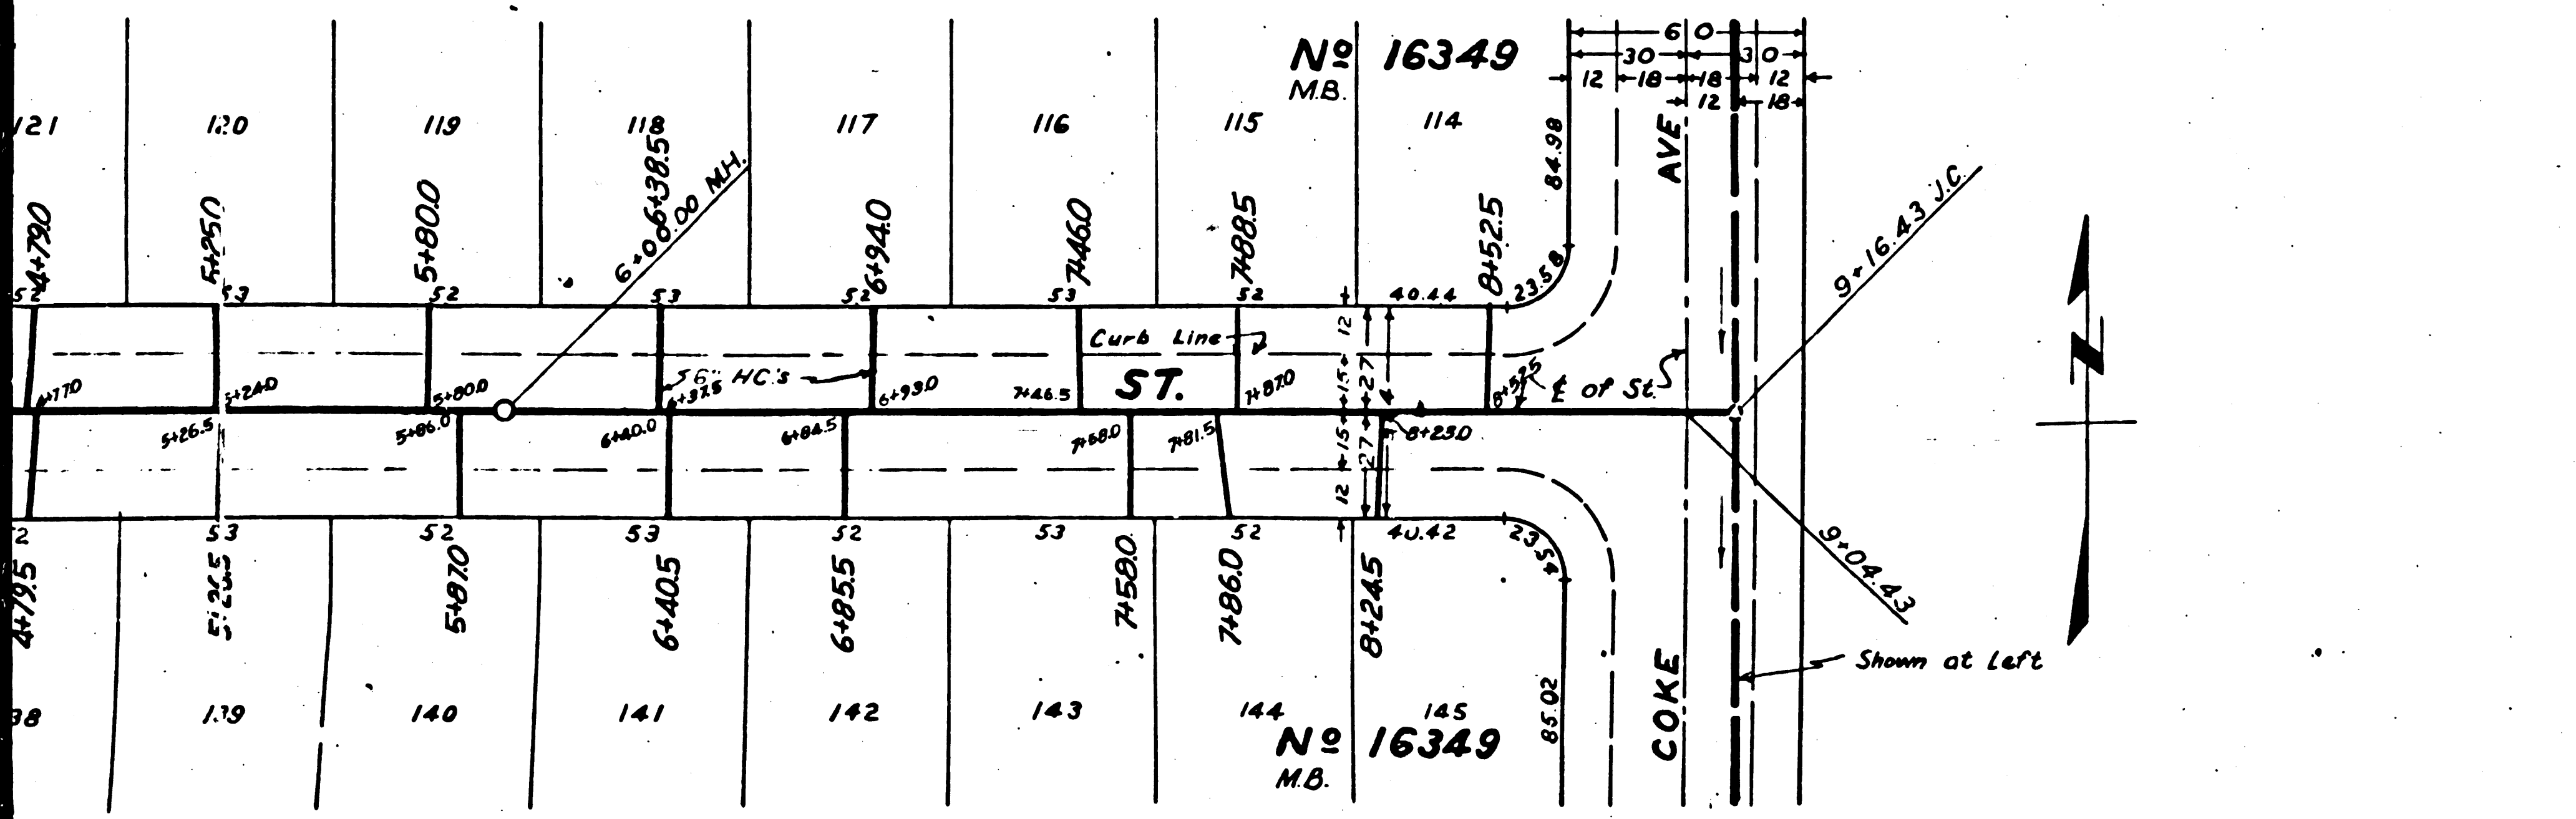 No 16349
M.B.
60
30 30
12 18 18 12
12 18
121 120 119 118 117 116 115 114
84.98
AVE
4+79.0 5+25.0 5+80.0 6+38.5 6+94.0 7+46.0 7+88.5 8+52.5
6+08.00 M.H.
9+16.43 J.C.
52 53 52 53 52 53 52 40.44 23.58
Curb Line
12
15
27
6" HC's
ST.
℄ of St.
4+77.0 5+24.0 5+80.0 6+37.5 6+93.0 7+46.5 7+87.0 8+52.5
N
5+26.5 5+86.0 6+40.0 6+84.5 7+58.0 7+81.5 8+23.0
15
27
12
53 52 53 52 53 52 40.42 23.54
4+79.5 5+26.5 5+87.0 6+40.5 6+85.5 7+58.0 7+86.0 8+24.5
9+04.43
Shown at Left
COKE
85.02
38 139 140 141 142 143 144 145
No 16349
M.B.